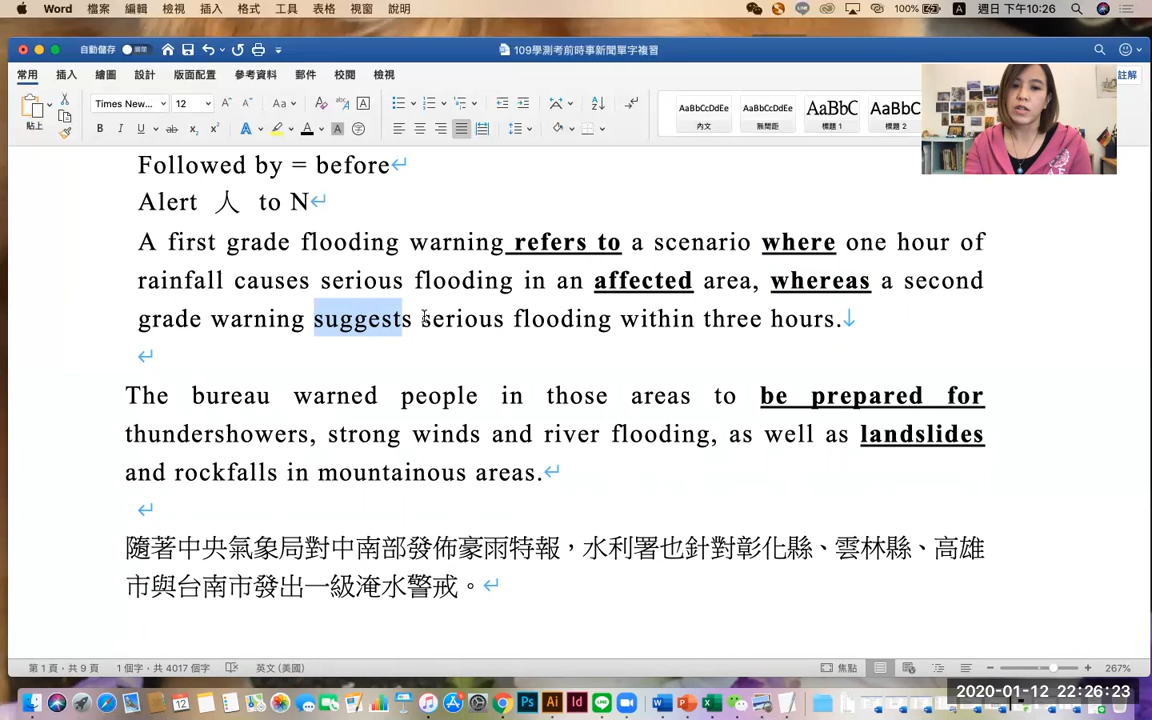 Word 檔案 編輯 檢視 插入 格式 工具 表格 視窗 說明 100% A 週日 下午10:26
自動儲存 109學測考前時事新聞單字複習
常用 插入 繪圖 設計 版面配置 參考資料 郵件 校閱 檢視 註解
貼上 Times New... 12 AaBbCcDdEe 內文 AaBbCcDdEe 無間距 AaBbC 標題 1 AaBbC 標題 2
Followed by = before
Alert 人 to N
A first grade flooding warning refers to a scenario where one hour of
rainfall causes serious flooding in an affected area, whereas a second
grade warning suggests serious flooding within three hours.
The bureau warned people in those areas to be prepared for
thundershowers, strong winds and river flooding, as well as landslides
and rockfalls in mountainous areas.
隨著中央氣象局對中南部發佈豪雨特報，水利署也針對彰化縣、雲林縣、高雄
市與台南市發出一級淹水警戒。
第 1 頁，共 9 頁 1 個字，共 4017 個字 英文 (美國) 焦點 267%
2020-01-12 22:26:23